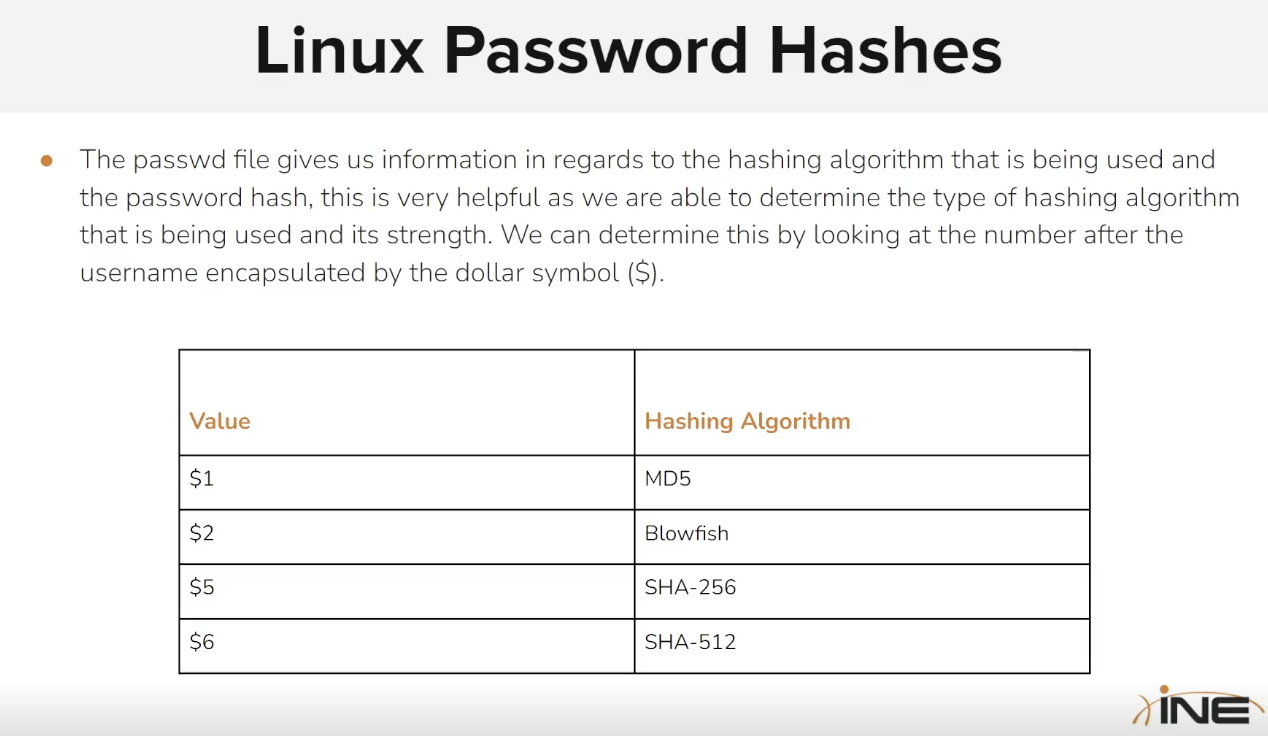 Linux Password Hashes
The passwd file gives us information in regards to the hashing algorithm that is being used and
the password hash, this is very helpful as we are able to determine the type of hashing algorithm
that is being used and its strength. We can determine this by looking at the number after the
username encapsulated by the dollar symbol ($).
Value Hashing Algorithm
$1 MD5
$2 Blowfish
$5 SHA-256
$6 SHA-512
INE